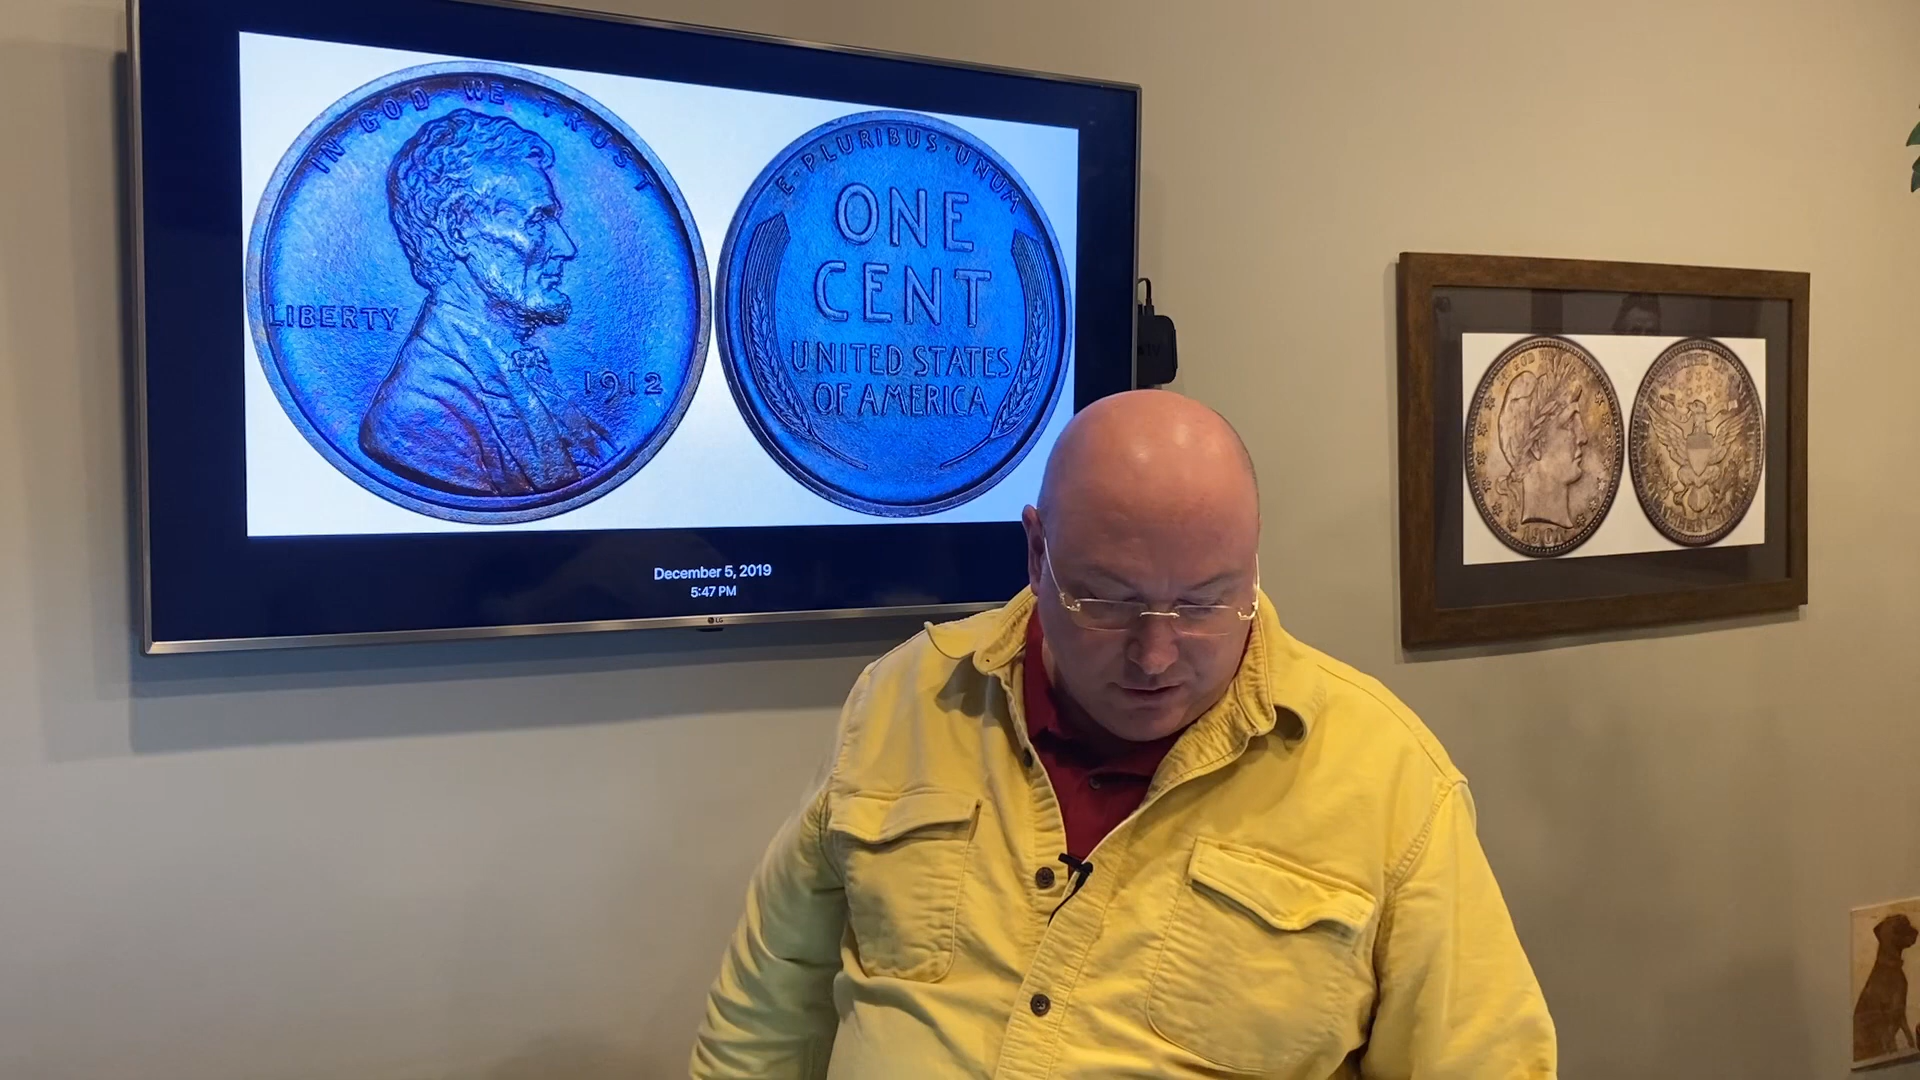 IN GOD WE TRUST
LIBERTY
1912
E·PLURIBUS·UNUM
ONE
CENT
UNITED STATES
OF AMERICA
December 5, 2019
5:47 PM
LG